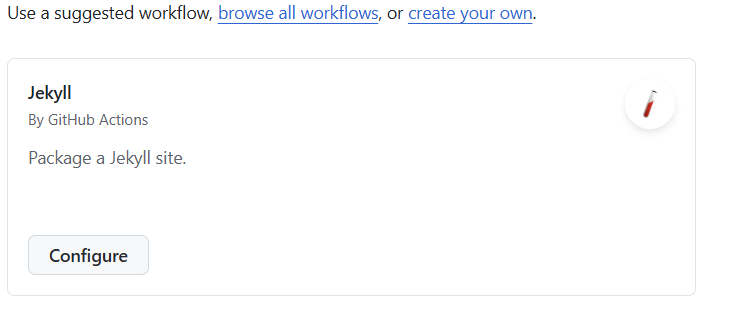 Use a suggested workflow, browse all workflows, or create your own.
Jekyll
By GitHub Actions
Package a Jekyll site.
Configure